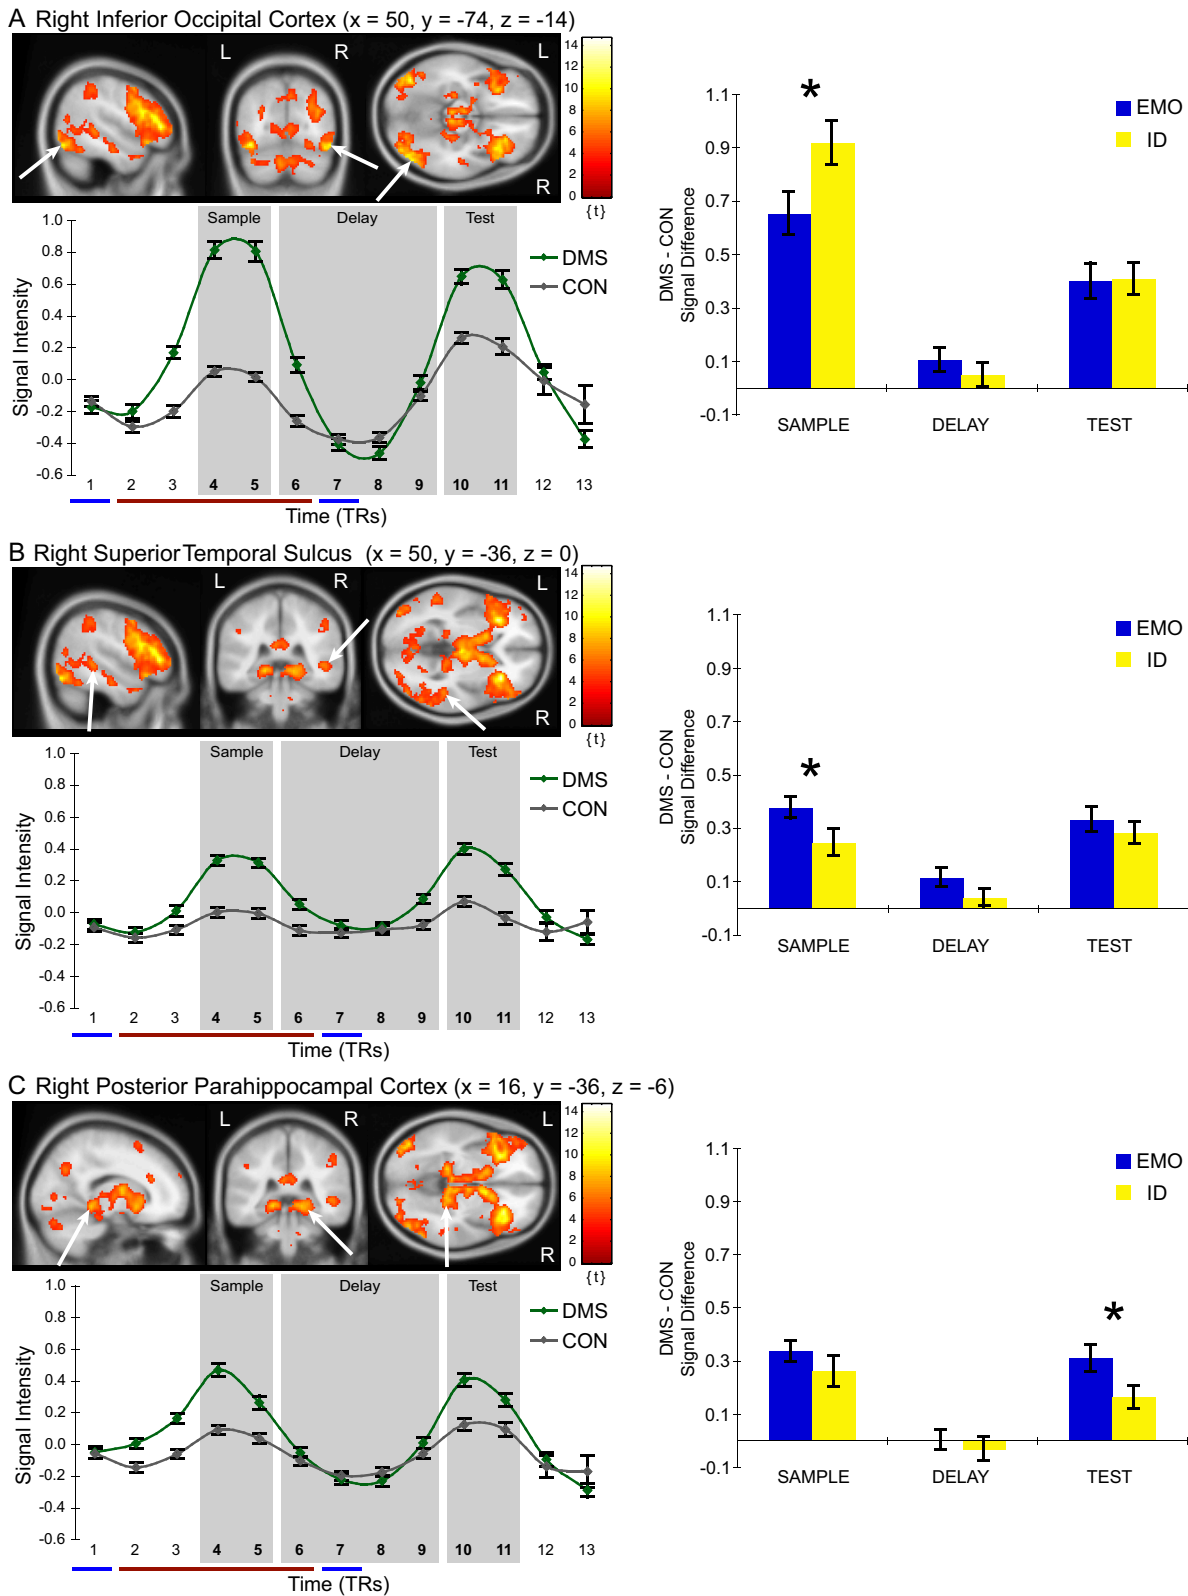 A Right Inferior Occipital Cortex (x = 50, y = -74, z = -14)
L R L
R
14
12
10
8
6
4
2
0
{t}
Sample Delay Test
DMS
CON
Signal Intensity
1.0
0.8
0.6
0.4
0.2
0.0
-0.2
-0.4
-0.6
1 2 3 4 5 6 7 8 9 10 11 12 13
Time (TRs)
DMS - CON
Signal Difference
1.1
0.9
0.7
0.5
0.3
0.1
-0.1
*
EMO
ID
SAMPLE DELAY TEST
B Right Superior Temporal Sulcus (x = 50, y = -36, z = 0)
L R L
R
14
12
10
8
6
4
2
0
{t}
Sample Delay Test
DMS
CON
Signal Intensity
1.0
0.8
0.6
0.4
0.2
0.0
-0.2
-0.4
-0.6
1 2 3 4 5 6 7 8 9 10 11 12 13
Time (TRs)
DMS - CON
Signal Difference
1.1
0.9
0.7
0.5
0.3
0.1
-0.1
*
EMO
ID
SAMPLE DELAY TEST
C Right Posterior Parahippocampal Cortex (x = 16, y = -36, z = -6)
L R L
R
14
12
10
8
6
4
2
0
{t}
Sample Delay Test
DMS
CON
Signal Intensity
1.0
0.8
0.6
0.4
0.2
0.0
-0.2
-0.4
-0.6
1 2 3 4 5 6 7 8 9 10 11 12 13
Time (TRs)
DMS - CON
Signal Difference
1.1
0.9
0.7
0.5
0.3
0.1
-0.1
*
EMO
ID
SAMPLE DELAY TEST